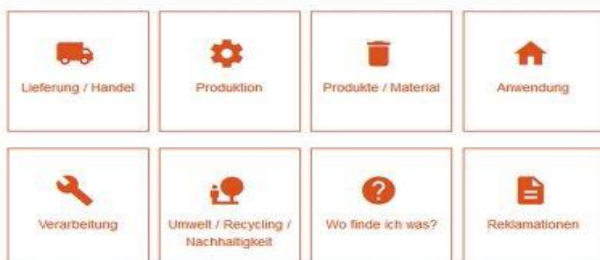 Lieferung / Handel
Produktion
Produkte / Material
Anwendung
Verarbeitung
Umwelt / Recycling /
Nachhaltigkeit
Wo finde ich was?
Reklamationen